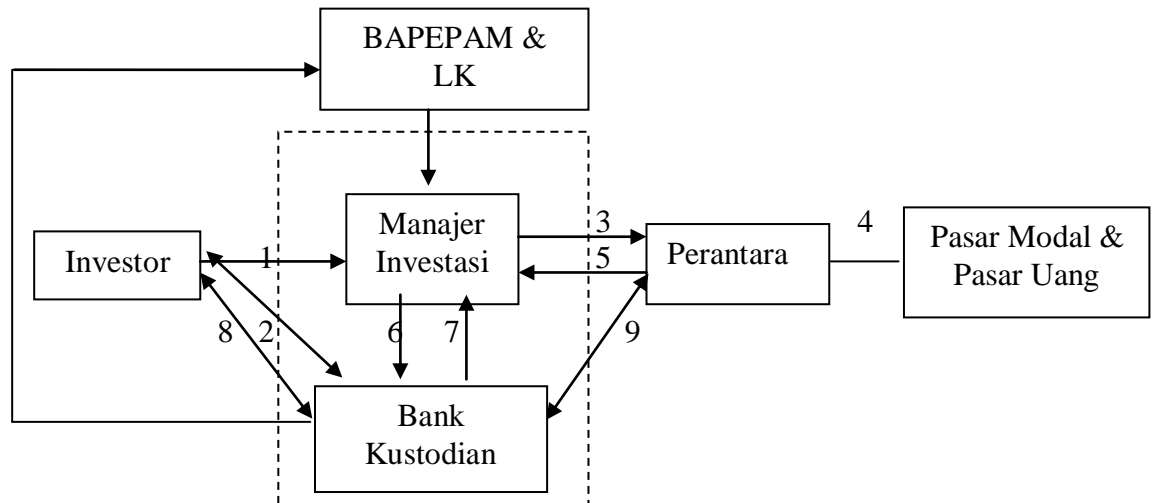 BAPEPAM &
LK
Manajer
Investasi
3
4
Pasar Modal &
Pasar Uang
Investor
1
5
Perantara
8
2
6
7
9
Bank
Kustodian